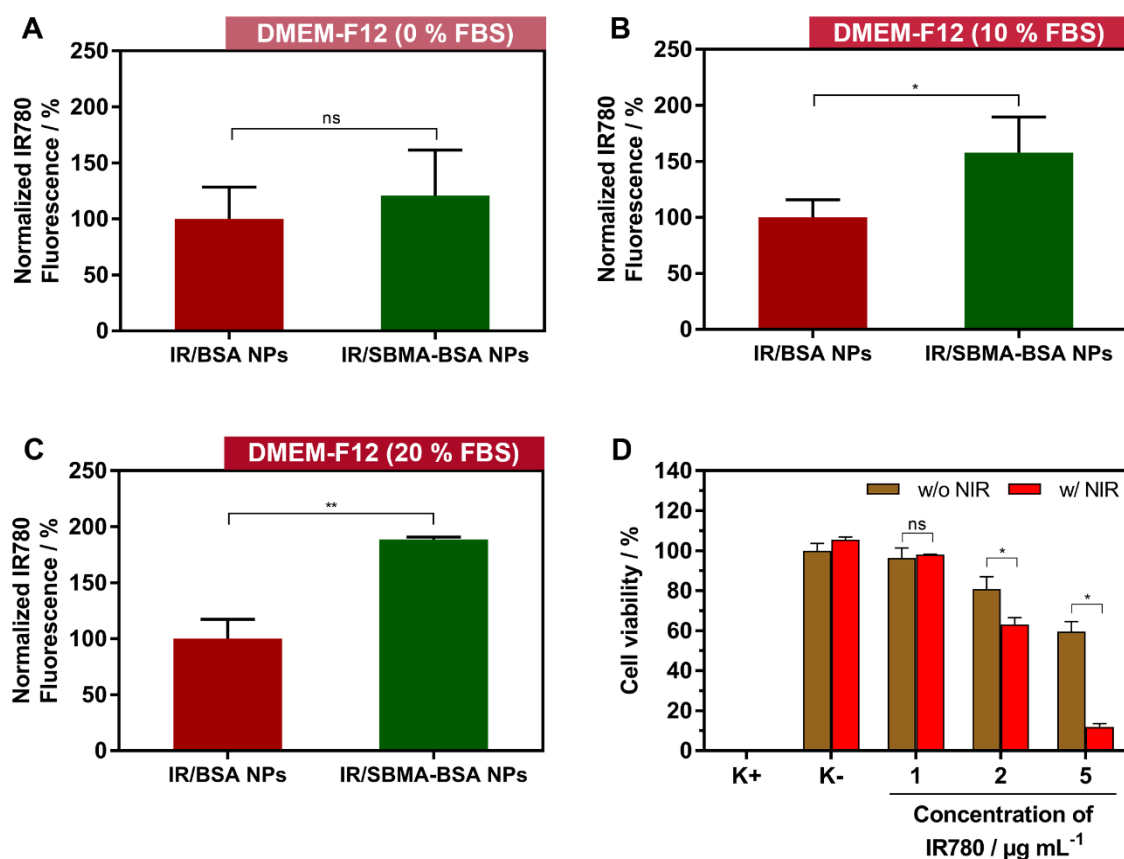 A
DMEM-F12 (0 % FBS)
Normalized IR780
Fluorescence / %
250
200
150
100
50
0
ns
IR/BSA NPs
IR/SBMA-BSA NPs
B
DMEM-F12 (10 % FBS)
Normalized IR780
Fluorescence / %
250
200
150
100
50
0
*
IR/BSA NPs
IR/SBMA-BSA NPs
C
DMEM-F12 (20 % FBS)
Normalized IR780
Fluorescence / %
250
200
150
100
50
0
**
IR/BSA NPs
IR/SBMA-BSA NPs
D
Cell viability / %
140
120
100
80
60
40
20
0
w/o NIR
w/ NIR
ns
*
*
K+
K-
1
2
5
Concentration of
IR780 / µg mL⁻¹